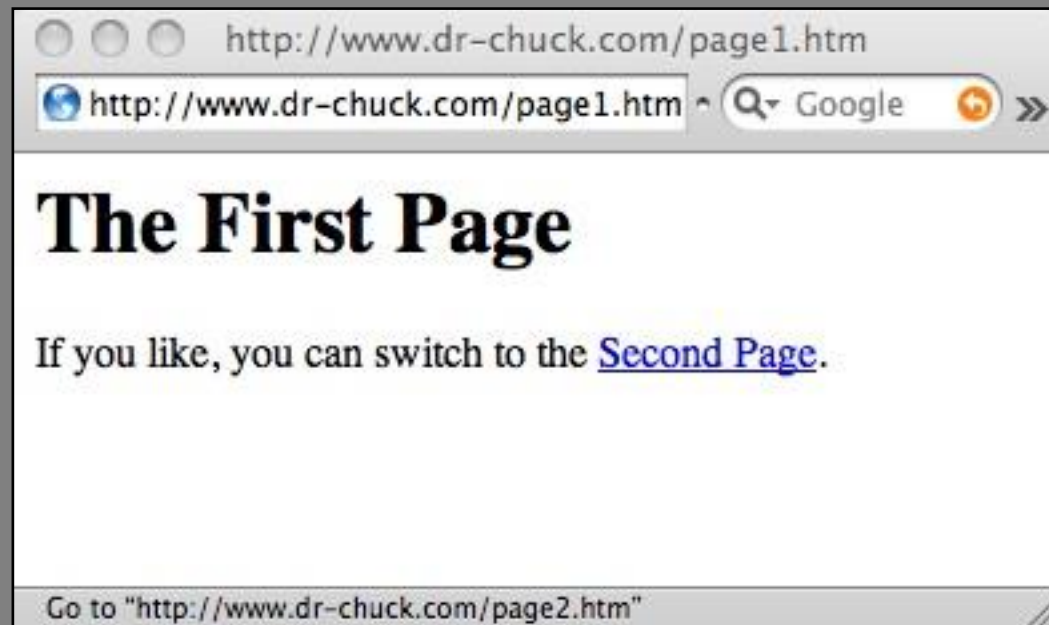 http://www.dr-chuck.com/page1.htm
http://www.dr-chuck.com/page1.htm Google
The First Page
If you like, you can switch to the Second Page.
Go to “http://www.dr-chuck.com/page2.htm”